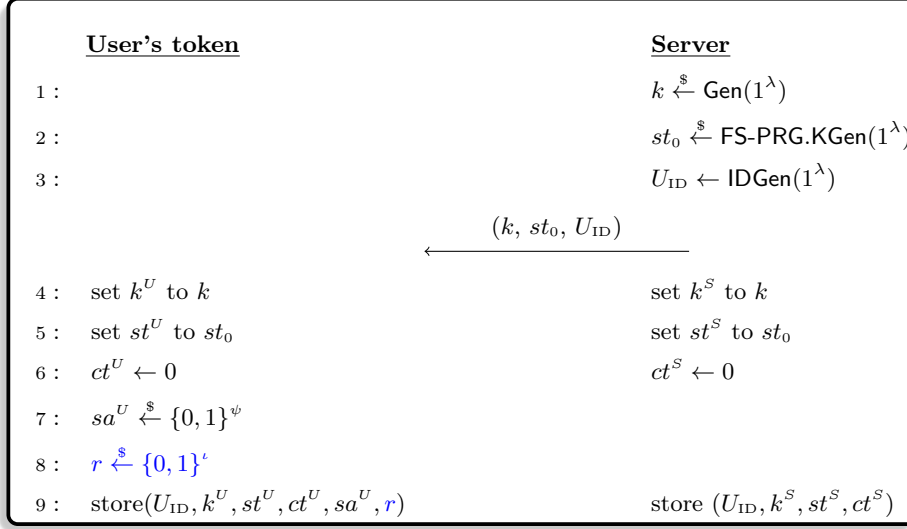 User's token Server
1 : k ←$ Gen(1^λ)
2 : st_0 ←$ FS-PRG.KGen(1^λ)
3 : U_ID ← IDGen(1^λ)
(k, st_0, U_ID)
4 : set k^U to k set k^S to k
5 : set st^U to st_0 set st^S to st_0
6 : ct^U ← 0 ct^S ← 0
7 : sa^U ←$ {0, 1}^ψ
8 : r ←$ {0, 1}^ι
9 : store(U_ID, k^U, st^U, ct^U, sa^U, r) store (U_ID, k^S, st^S, ct^S)